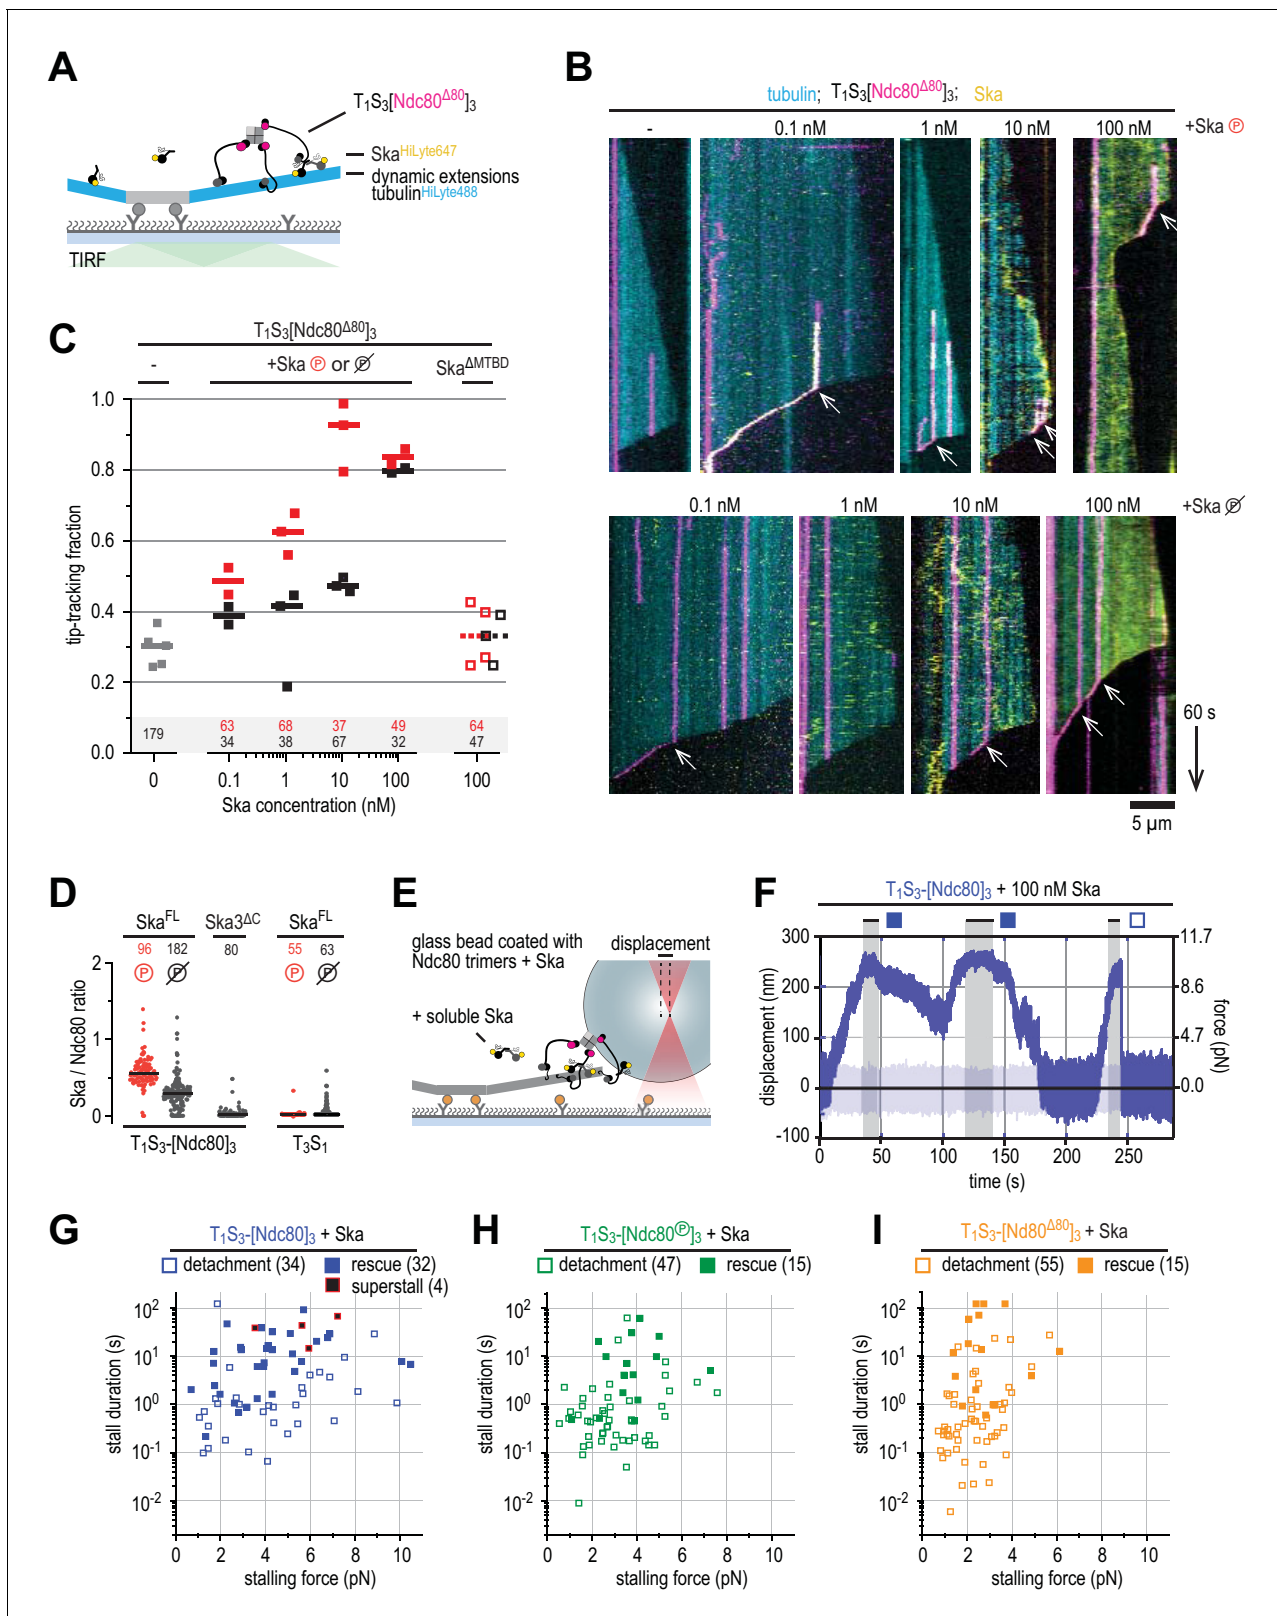 A
T1S3[Ndc80Δ80]3
SkaHiLyte647
dynamic extensions
tubulinHiLyte488
TIRF
B
tubulin; T1S3[Ndc80Δ80]3; Ska
- 0.1 nM 1 nM 10 nM 100 nM +Ska P
0.1 nM 1 nM 10 nM 100 nM +Ska P
60 s
5 µm
C
T1S3[Ndc80Δ80]3
- +Ska P or P SkaΔMTBD
tip-tracking fraction
1.0
0.8
0.6
0.4
0.2
0.0
179 63 68 37 49 64
34 38 67 32 47
0 0.1 1 10 100 100
Ska concentration (nM)
D
SkaFL Ska3ΔC SkaFL
96 182 80 55 63
P P P P
Ska / Ndc80 ratio
2
1
0
T1S3-[Ndc80]3 T3S1
E
glass bead coated with
Ndc80 trimers + Ska
displacement
+ soluble Ska
F
T1S3-[Ndc80]3 + 100 nM Ska
displacement (nm)
300 11.7
200 8.6
100 4.7
0 0.0
-100
force (pN)
0 50 100 150 200 250
time (s)
G
T1S3-[Ndc80]3 + Ska
detachment (34) rescue (32)
superstall (4)
stall duration (s)
10² 
10¹
10⁰
10⁻¹
10⁻²
0 2 4 6 8 10
stalling force (pN)
H
T1S3-[Ndc80P]3 + Ska
detachment (47) rescue (15)
stall duration (s)
10²
10¹
10⁰
10⁻¹
10⁻²
0 2 4 6 8 10
stalling force (pN)
I
T1S3-[Nd80Δ80]3 + Ska
detachment (55) rescue (15)
stall duration (s)
10²
10¹
10⁰
10⁻¹
10⁻²
0 2 4 6 8 10
stalling force (pN)